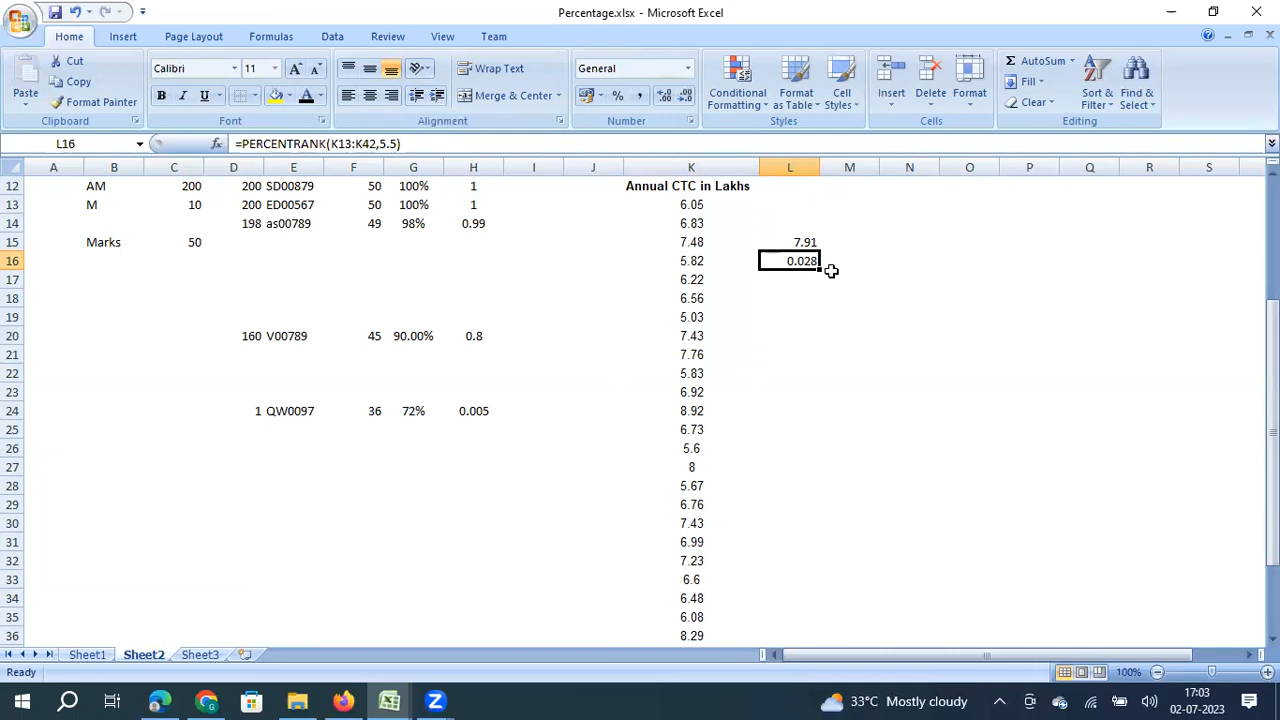 Percentage.xlsx - Microsoft Excel
Home Insert Page Layout Formulas Data Review View Team
Cut Calibri 11 Wrap Text General AutoSum
Copy Fill
Paste Format Painter Merge & Center Conditional Formatting Format as Table Cell Styles Insert Delete Format Clear Sort & Filter Find & Select
Clipboard Font Alignment Number Styles Cells Editing
L16 fx =PERCENTRANK(K13:K42,5.5)
A B C D E F G H I J K L M N O P Q R S
12 AM 200 200 SD00879 50 100% 1 Annual CTC in Lakhs
13 M 10 200 ED00567 50 100% 1 6.05
14 198 as00789 49 98% 0.99 6.83
15 Marks 50 7.48 7.91
16 5.82 0.028
17 6.22
18 6.56
19 5.03
20 160 V00789 45 90.00% 0.8 7.43
21 7.76
22 5.83
23 6.92
24 1 QW0097 36 72% 0.005 8.92
25 6.73
26 5.6
27 8
28 5.67
29 6.76
30 7.43
31 6.99
32 7.23
33 6.6
34 6.48
35 6.08
36 8.29
Sheet1 Sheet2 Sheet3
Ready 100%
33°C Mostly cloudy 17:03
02-07-2023